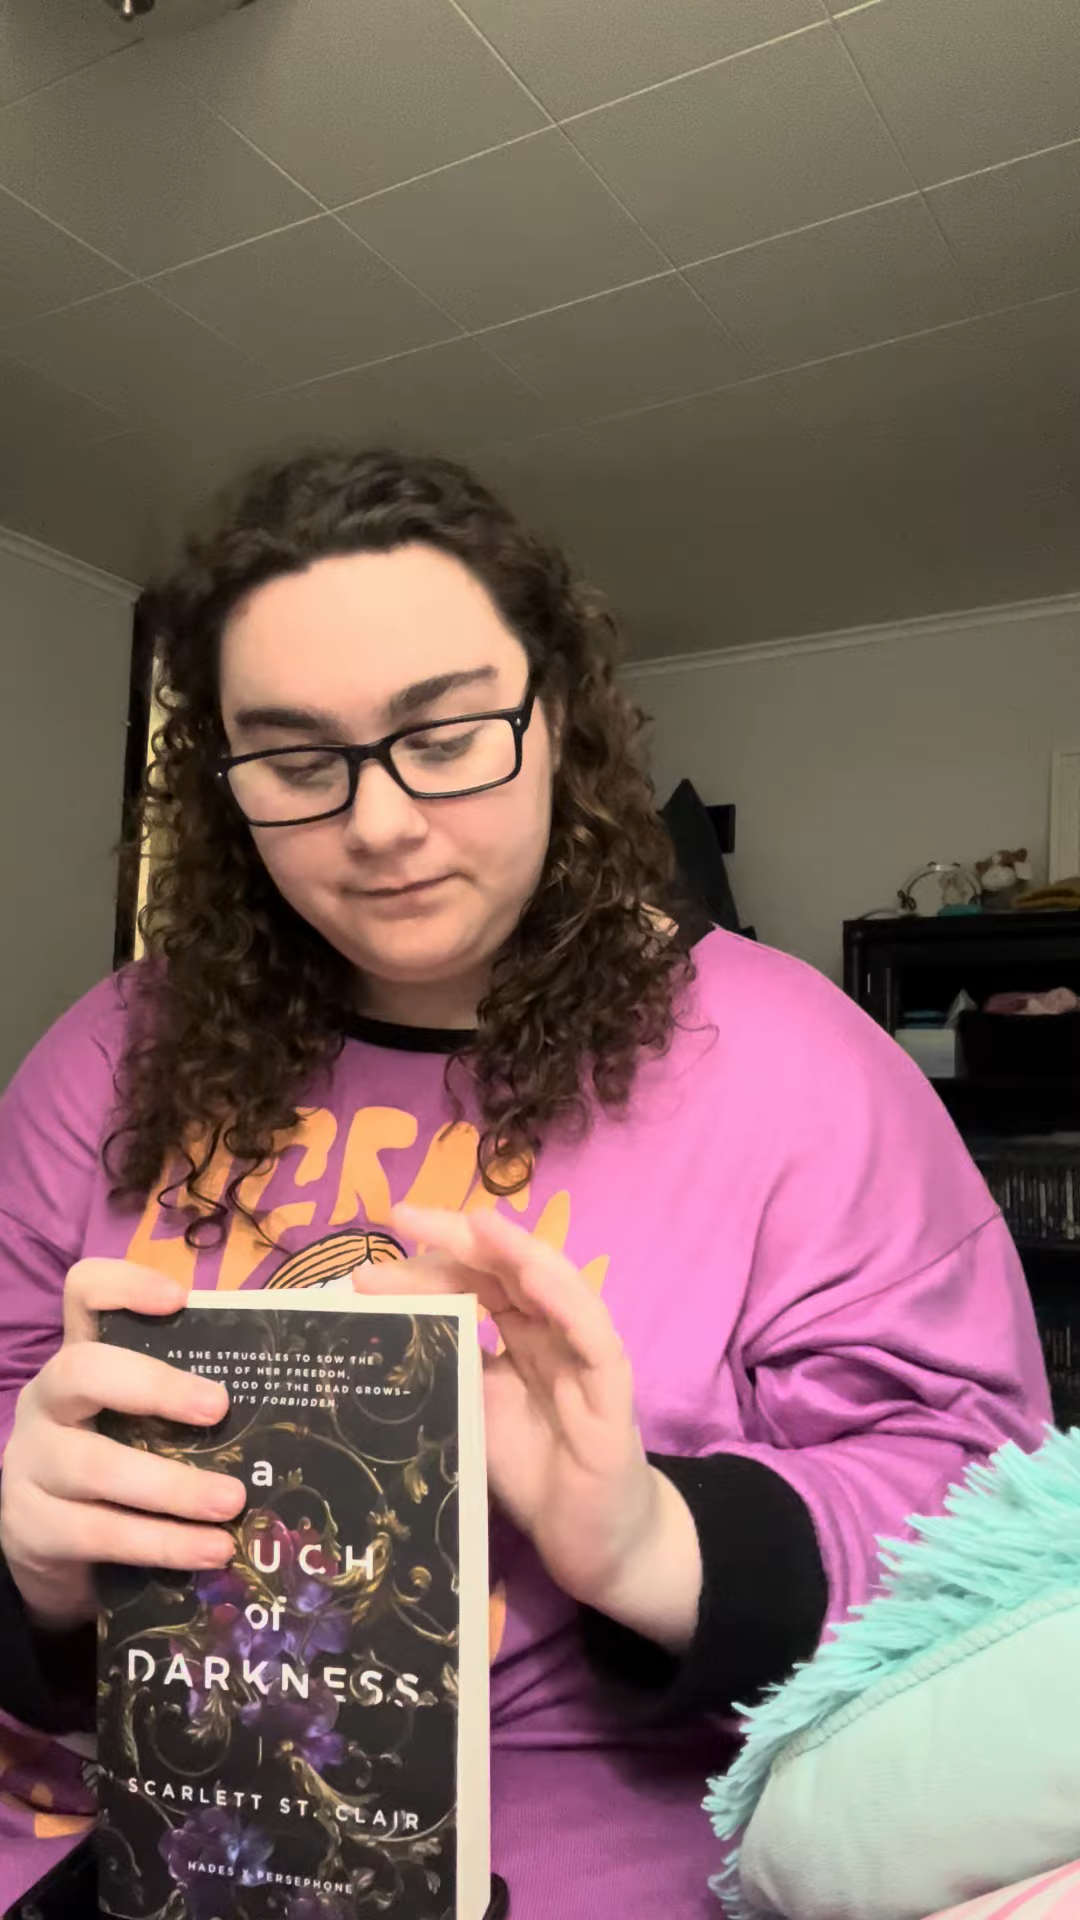 AS SHE STRUGGLES TO SOW THE
SEEDS OF HER FREEDOM,
GOD OF THE DEAD GROWS—
IT'S FORBIDDEN.
a
UCH
of
DARKNESS
SCARLETT ST. CLAIR
HADES X PERSEPHONE